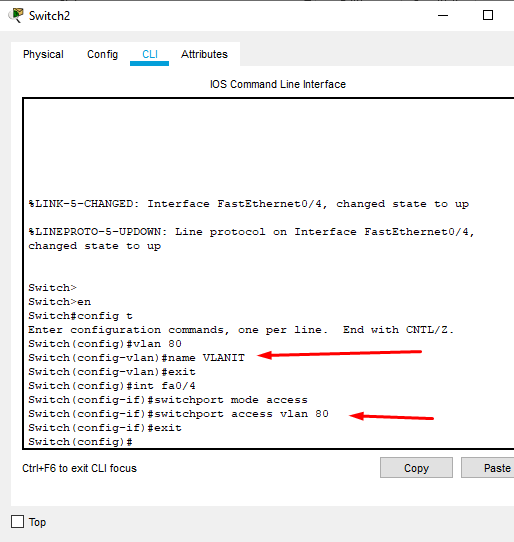 Switch2
Physical Config CLI Attributes
IOS Command Line Interface
%LINK-5-CHANGED: Interface FastEthernet0/4, changed state to up
%LINEPROTO-5-UPDOWN: Line protocol on Interface FastEthernet0/4,
changed state to up
Switch>
Switch>en
Switch#config t
Enter configuration commands, one per line.  End with CNTL/Z.
Switch(config)#vlan 80
Switch(config-vlan)#name VLANIT
Switch(config-vlan)#exit
Switch(config)#int fa0/4
Switch(config-if)#switchport mode access
Switch(config-if)#switchport access vlan 80
Switch(config-if)#exit
Switch(config)#
Ctrl+F6 to exit CLI focus
Copy
Paste
Top